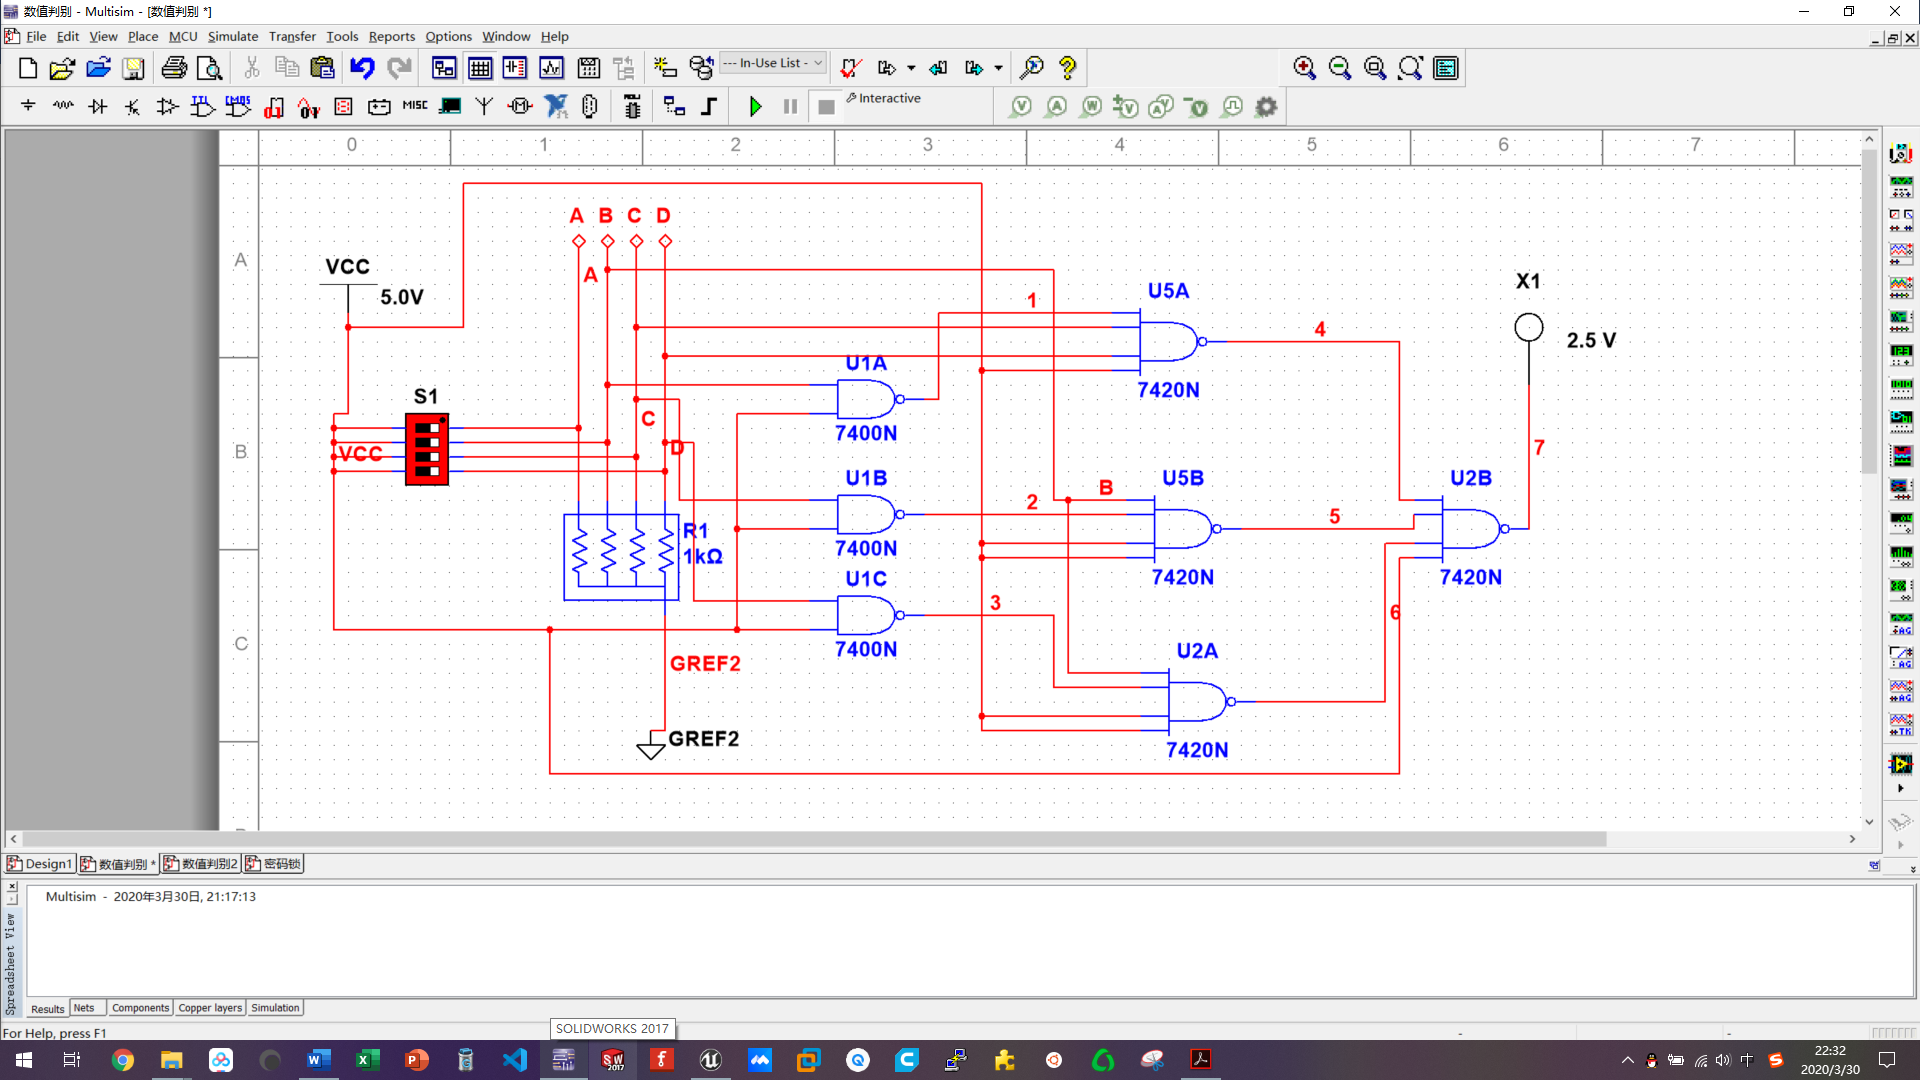 数值判别 - Multisim - [数值判别 *]
File Edit View Place MCU Simulate Transfer Tools Reports Options Window Help
--- In-Use List -
MISC
Interactive
0 1 2 3 4 5 6 7
A
B
C
A B C D
A
VCC
5.0V
S1
VCC
C
D
R1
1kΩ
GREF2
GREF2
U1A
7400N
U1B
7400N
U1C
7400N
1
2
3
B
U5A
7420N
U5B
7420N
U2A
7420N
4
5
6
U2B
7420N
7
X1
2.5 V
Design1 数值判别 * 数值判别2 密码锁
Multisim - 2020年3月30日, 21:17:13
Spreadsheet View
Results Nets Components Copper layers Simulation
SOLIDWORKS 2017
For Help, press F1
中
22:32
2020/3/30